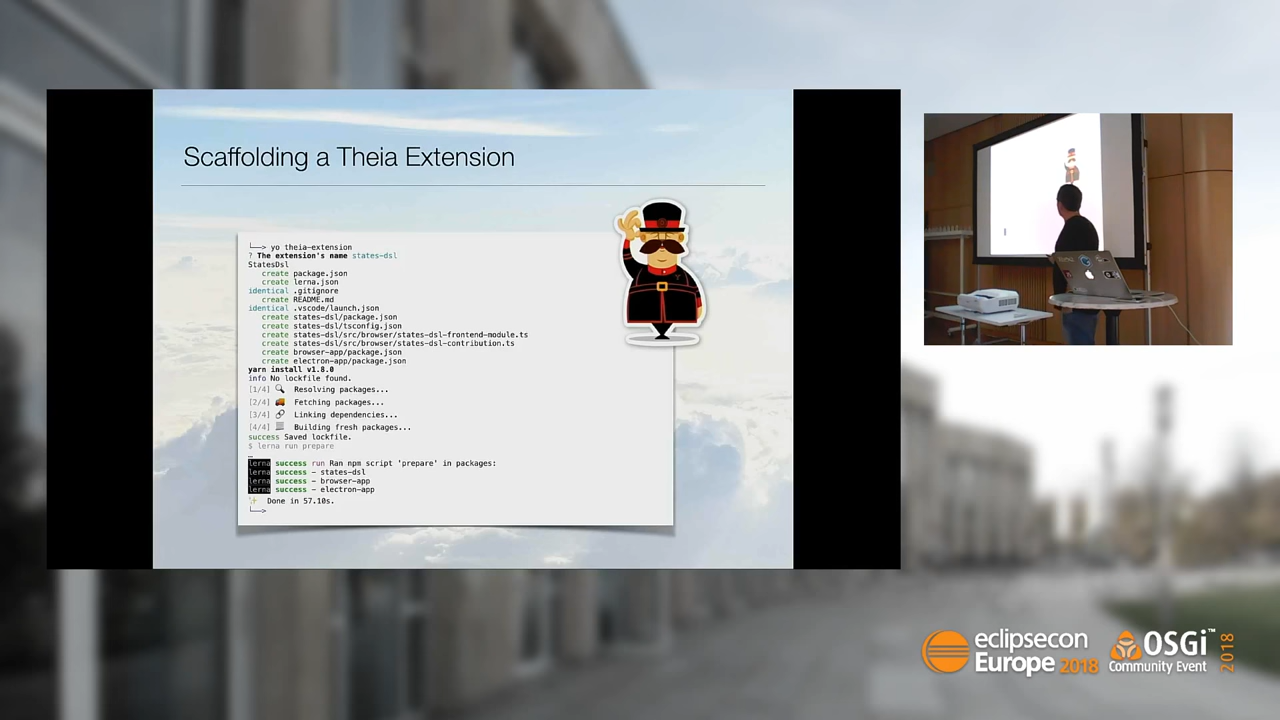 Scaffolding a Theia Extension
└─> yo theia-extension
? The extension's name states-dsl
StatesDsl
create package.json
create lerna.json
identical .gitignore
create README.md
identical .vscode/launch.json
create states-dsl/package.json
create states-dsl/tsconfig.json
create states-dsl/src/browser/states-dsl-frontend-module.ts
create states-dsl/src/browser/states-dsl-contribution.ts
create browser-app/package.json
create electron-app/package.json
yarn install v1.8.0
info No lockfile found.
[1/4] 🔍 Resolving packages...
[2/4] 🚚 Fetching packages...
[3/4] 🔗 Linking dependencies...
[4/4] 📃 Building fresh packages...
success Saved lockfile.
$ lerna run prepare
…
lerna success run Ran npm script 'prepare' in packages:
lerna success - states-dsl
lerna success - browser-app
lerna success - electron-app
✨ Done in 57.10s.
└─>
eclipsecon
Europe 2018
OSGi™
Community Event
2018